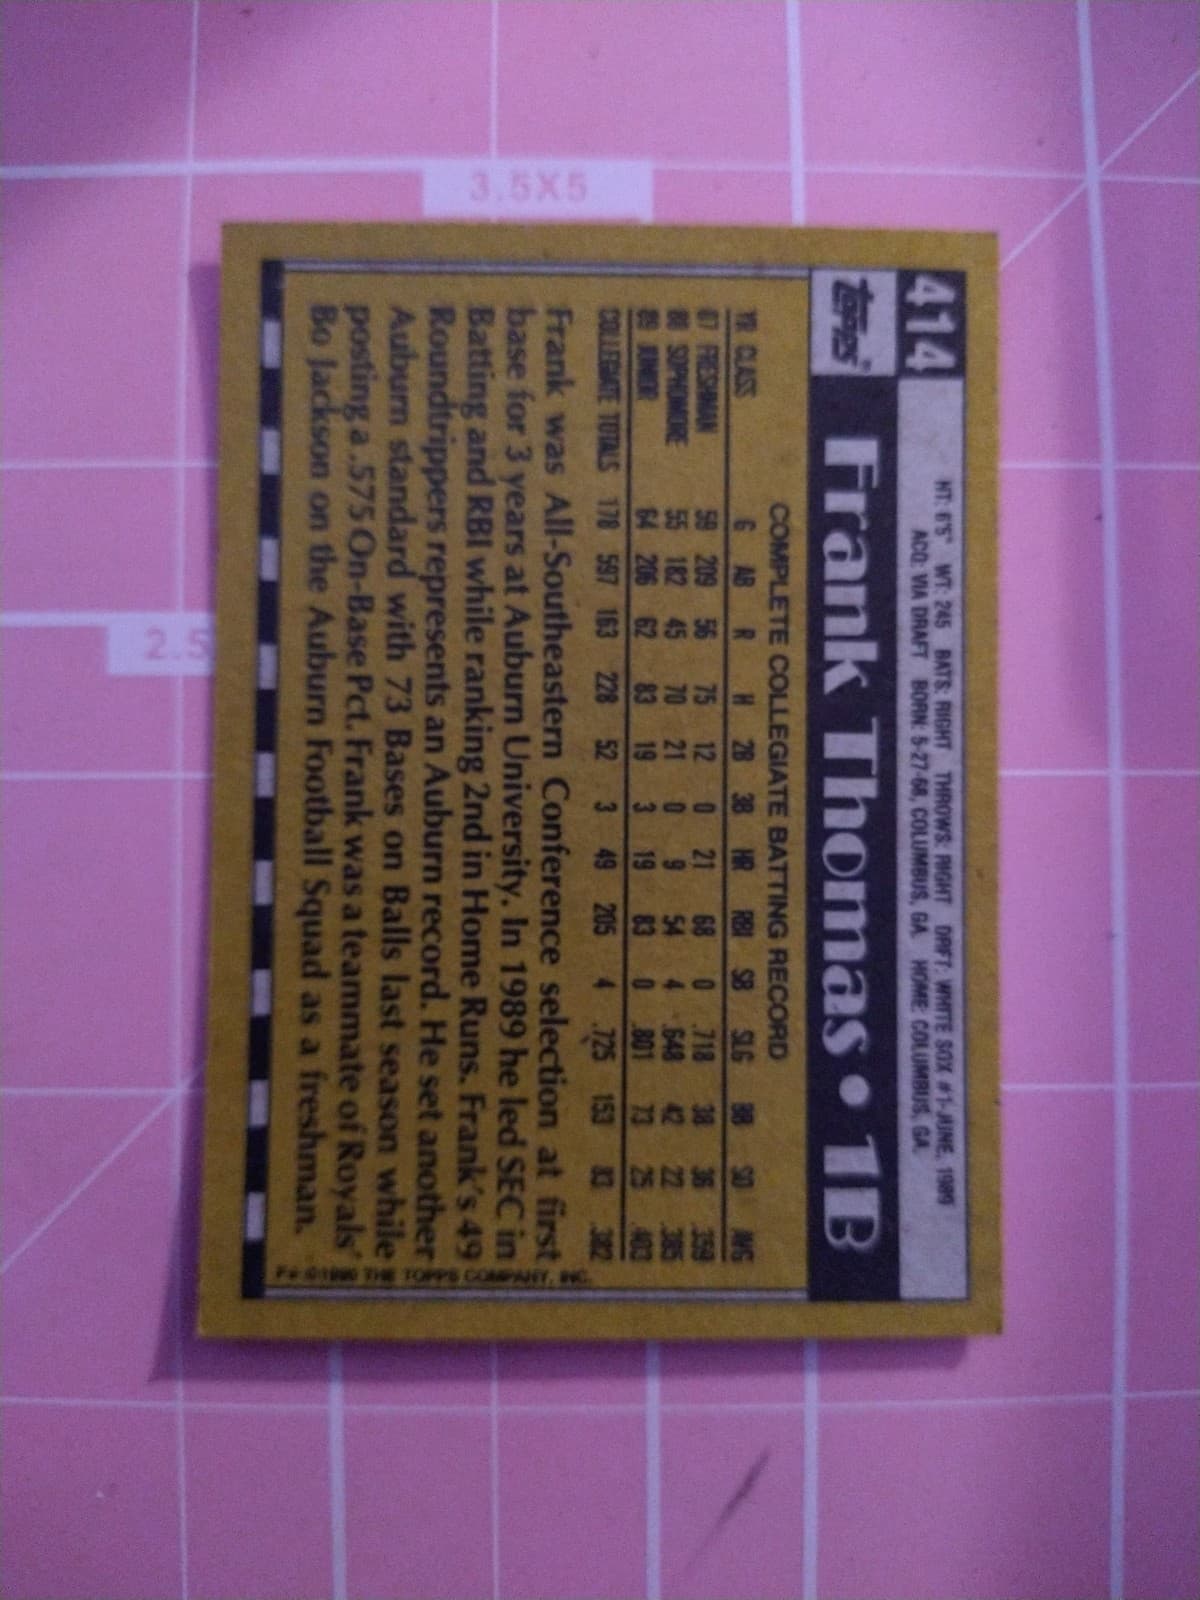 3.5X5
2.5
414
HT: 6'5" WT: 245 BATS: RIGHT THROWS: RIGHT DRFT: WHITE SOX #1-JUNE, 1989
ACQ: VIA DRAFT BORN: 5-27-68, COLUMBUS, GA. HOME: COLUMBUS, GA.
TOPPS® Frank Thomas • 1B
COMPLETE COLLEGIATE BATTING RECORD
YR CLASS G AB R H 2B 3B HR RBI SB SLG BB SO AVG
87 FRESHMAN 59 209 56 75 12 0 21 68 0 .718 38 36 .359
88 SOPHOMORE 55 182 45 70 21 0 9 54 4 .648 42 22 .385
89 JUNIOR 64 206 62 83 19 3 19 83 0 .801 73 25 .403
COLLEGIATE TOTALS 178 597 163 228 52 3 49 205 4 .725 153 83 .382
Frank was All-Southeastern Conference selection at first
base for 3 years at Auburn University. In 1989 he led SEC in
Batting and RBI while ranking 2nd in Home Runs. Frank's 49
Roundtrippers represents an Auburn record. He set another
Auburn standard with 73 Bases on Balls last season while
posting a .575 On-Base Pct. Frank was a teammate of Royals'
Bo Jackson on the Auburn Football Squad as a freshman.
©1990 THE TOPPS COMPANY, INC.